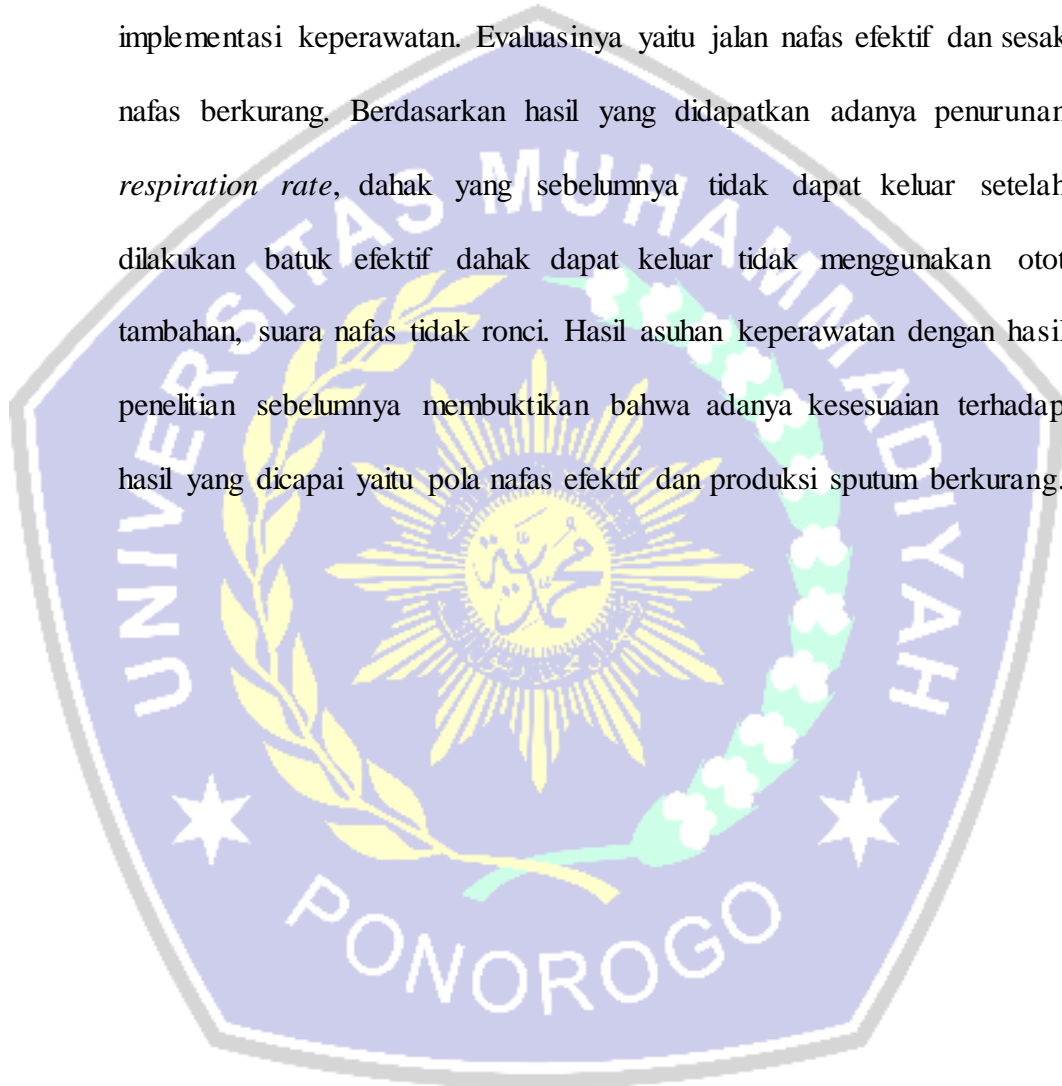 implementasi keperawatan. Evaluasinya yaitu jalan nafas efektif dan sesak
nafas berkurang. Berdasarkan hasil yang didapatkan adanya penurunan
respiration rate, dahak yang sebelumnya tidak dapat keluar setelah
dilakukan batuk efektif dahak dapat keluar tidak menggunakan otot
tambahan, suara nafas tidak ronci. Hasil asuhan keperawatan dengan hasil
penelitian sebelumnya membuktikan bahwa adanya kesesuaian terhadap
hasil yang dicapai yaitu pola nafas efektif dan produksi sputum berkurang.
UNIVERSITAS MUHAMMADIYAH
PONOROGO